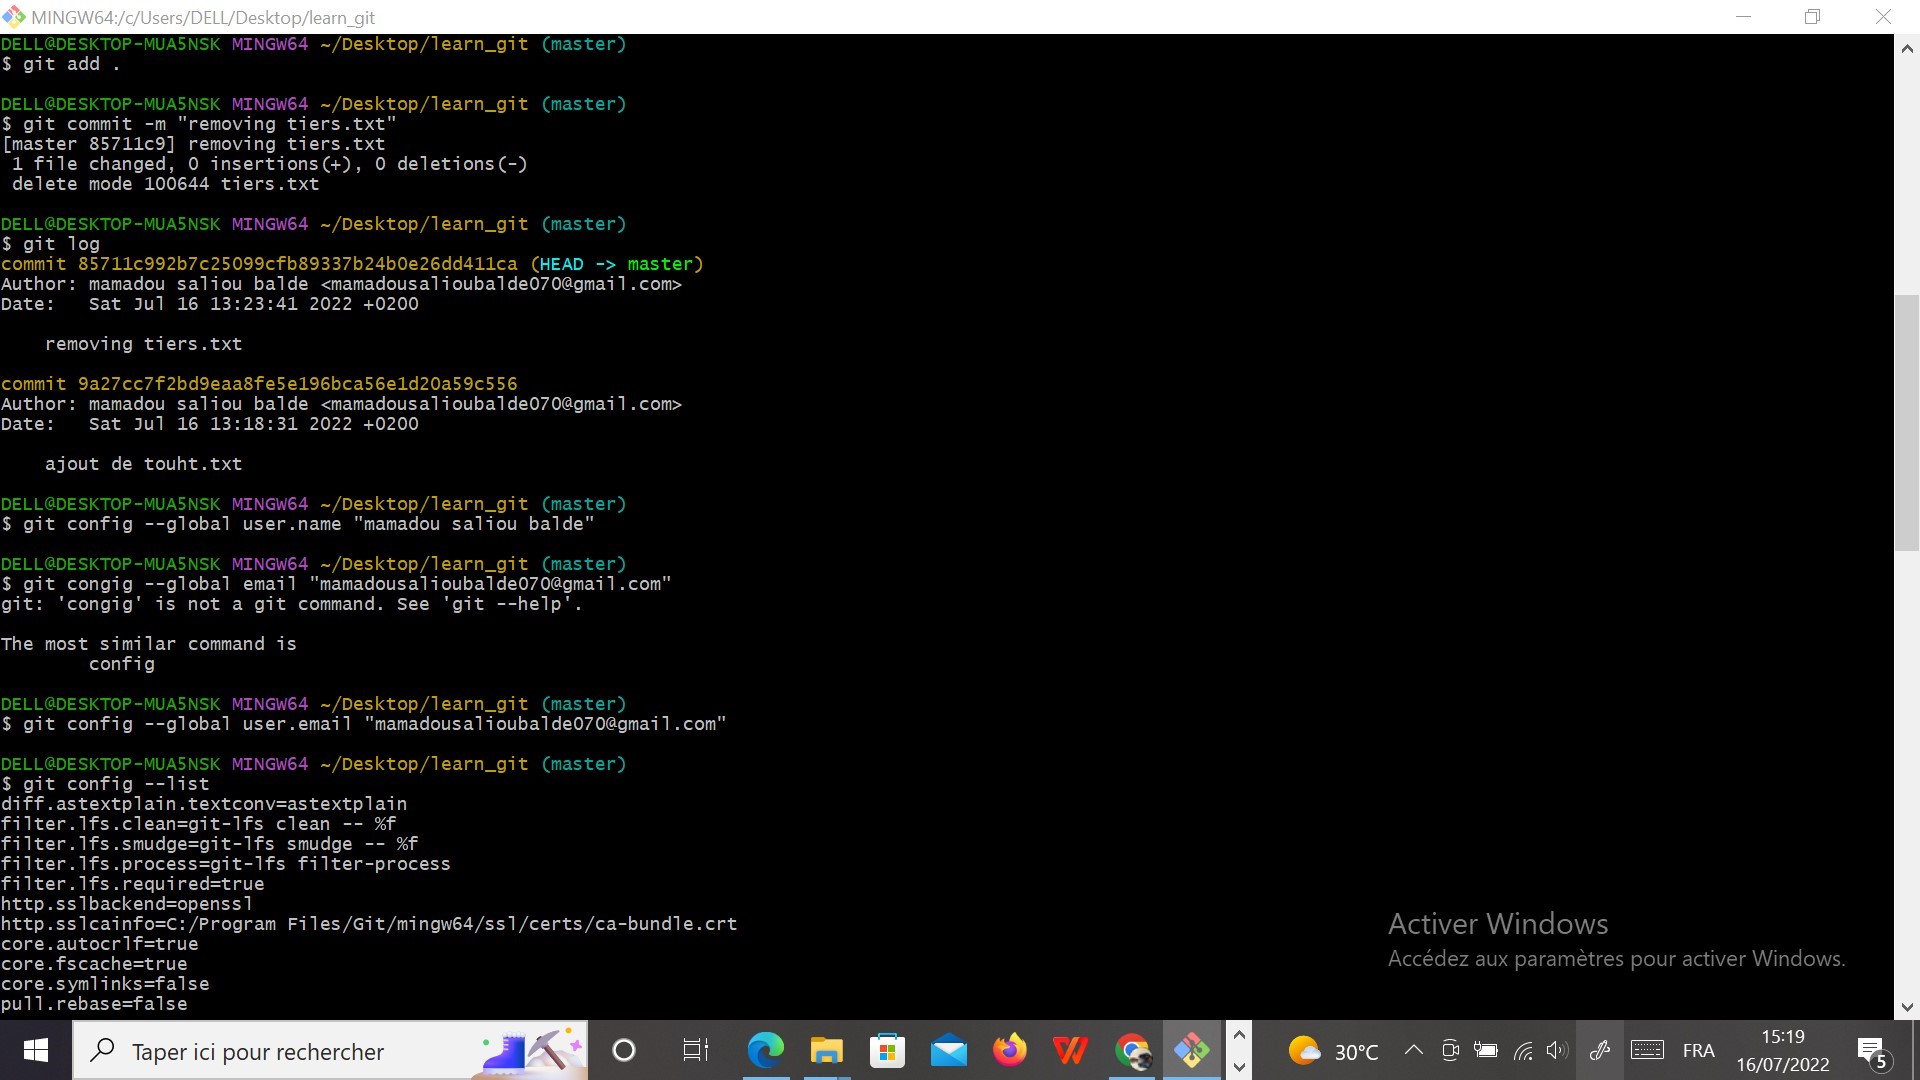 MINGW64:/c/Users/DELL/Desktop/learn_git
DELL@DESKTOP-MUA5NSK MINGW64 ~/Desktop/learn_git (master)
$ git add .
DELL@DESKTOP-MUA5NSK MINGW64 ~/Desktop/learn_git (master)
$ git commit -m "removing tiers.txt"
[master 85711c9] removing tiers.txt
1 file changed, 0 insertions(+), 0 deletions(-)
delete mode 100644 tiers.txt
DELL@DESKTOP-MUA5NSK MINGW64 ~/Desktop/learn_git (master)
$ git log
commit 85711c992b7c25099cfb89337b24b0e26dd411ca (HEAD -> master)
Author: mamadou saliou balde <mamadousalioubalde070@gmail.com>
Date:   Sat Jul 16 13:23:41 2022 +0200
removing tiers.txt
commit 9a27cc7f2bd9eaa8fe5e196bca56e1d20a59c556
Author: mamadou saliou balde <mamadousalioubalde070@gmail.com>
Date:   Sat Jul 16 13:18:31 2022 +0200
ajout de touht.txt
DELL@DESKTOP-MUA5NSK MINGW64 ~/Desktop/learn_git (master)
$ git config --global user.name "mamadou saliou balde"
DELL@DESKTOP-MUA5NSK MINGW64 ~/Desktop/learn_git (master)
$ git congig --global email "mamadousalioubalde070@gmail.com"
git: 'congig' is not a git command. See 'git --help'.
The most similar command is
config
DELL@DESKTOP-MUA5NSK MINGW64 ~/Desktop/learn_git (master)
$ git config --global user.email "mamadousalioubalde070@gmail.com"
DELL@DESKTOP-MUA5NSK MINGW64 ~/Desktop/learn_git (master)
$ git config --list
diff.astextplain.textconv=astextplain
filter.lfs.clean=git-lfs clean -- %f
filter.lfs.smudge=git-lfs smudge -- %f
filter.lfs.process=git-lfs filter-process
filter.lfs.required=true
http.sslbackend=openssl
http.sslcainfo=C:/Program Files/Git/mingw64/ssl/certs/ca-bundle.crt
core.autocrlf=true
core.fscache=true
core.symlinks=false
pull.rebase=false
Activer Windows
Accédez aux paramètres pour activer Windows.
Taper ici pour rechercher
30°C
FRA
15:19
16/07/2022
5